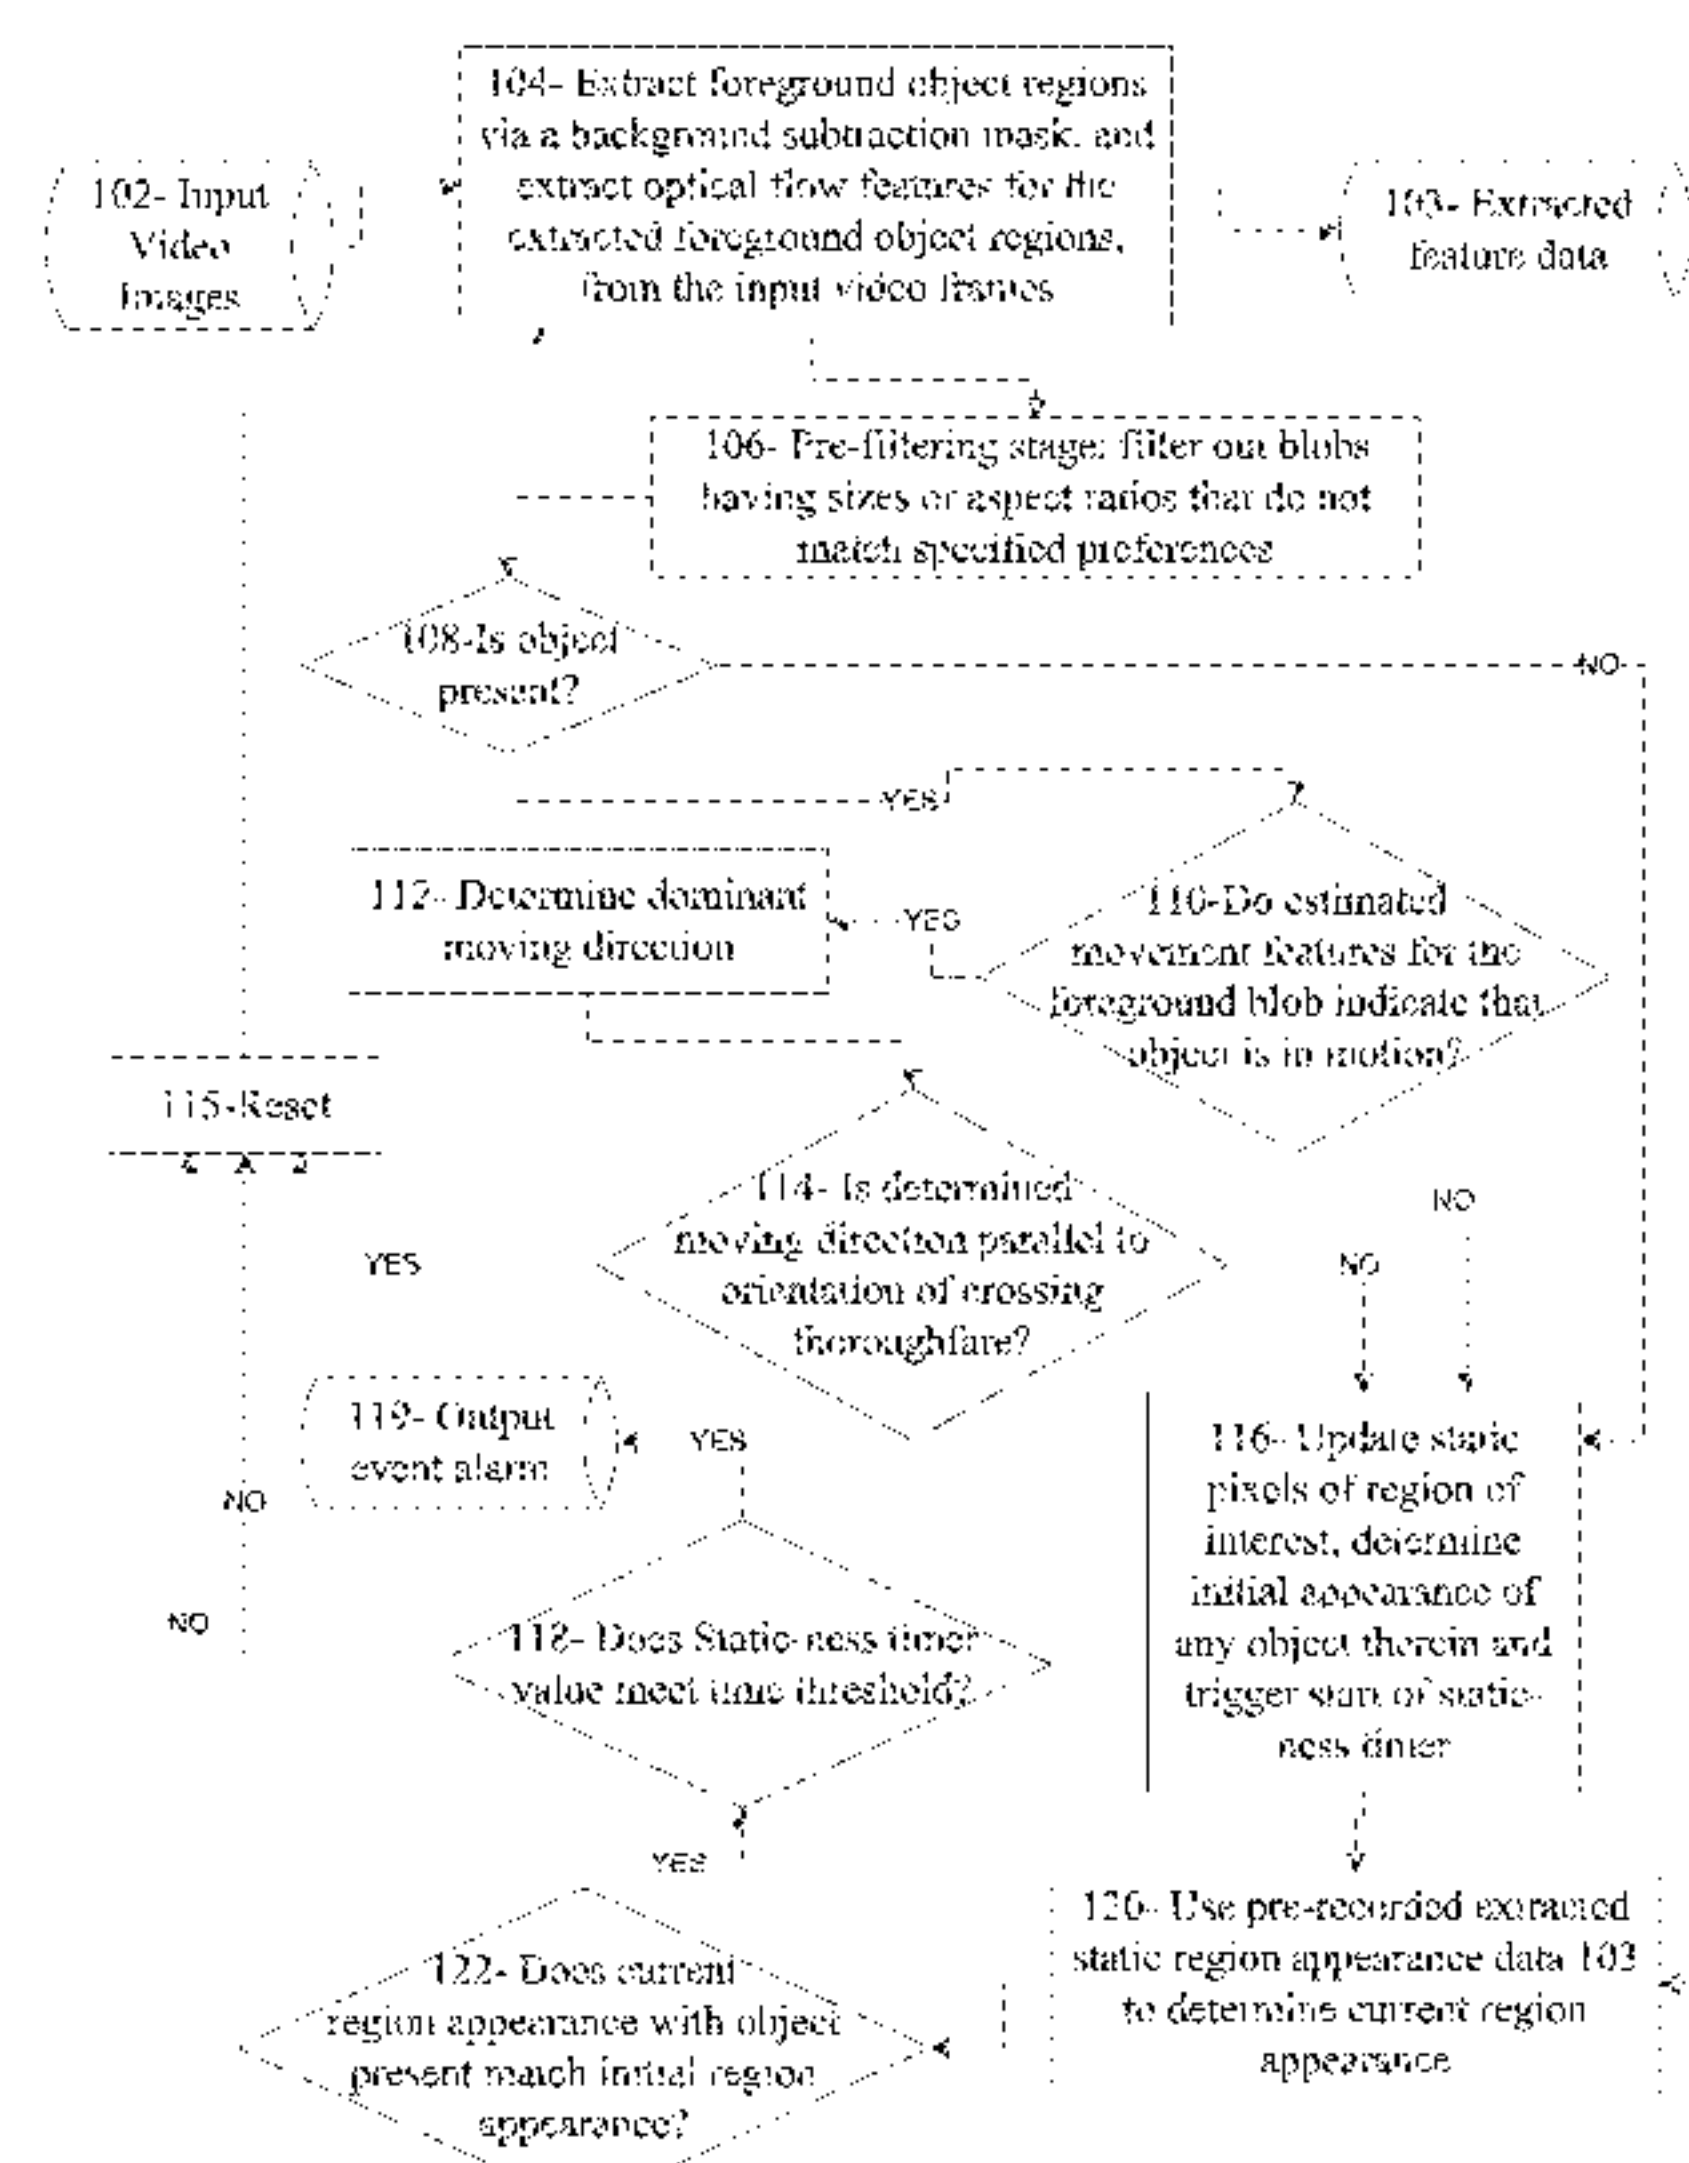 104- Extract foreground object regions
via a background subtraction mask, and
extract optical flow features for the
extracted foreground object regions,
from the input video frames
102- Input
Video
Images
103- Extracted
feature data
106- Pre-filtering stage: filter out blobs
having sizes or aspect ratios that do not
match specified preferences
108-Is object
present?
NO
YES
112- Determine dominant
moving direction
YES
110-Do estimated
movement features for the
foreground blob indicate that
object is in motion?
115-Reset
114- Is determined
moving direction parallel to
orientation of crossing
thoroughfare?
YES
NO
NO
119- Output
event alarm
YES
116- Update static
pixels of region of
interest, determine
initial appearance of
any object therein and
trigger start of static-
ness timer
NO
NO
118- Does Static-ness timer
value meet time threshold?
YES
120- Use pre-recorded extracted
static region appearance data 103
to determine current region
appearance
122- Does current
region appearance with object
present match initial region
appearance?